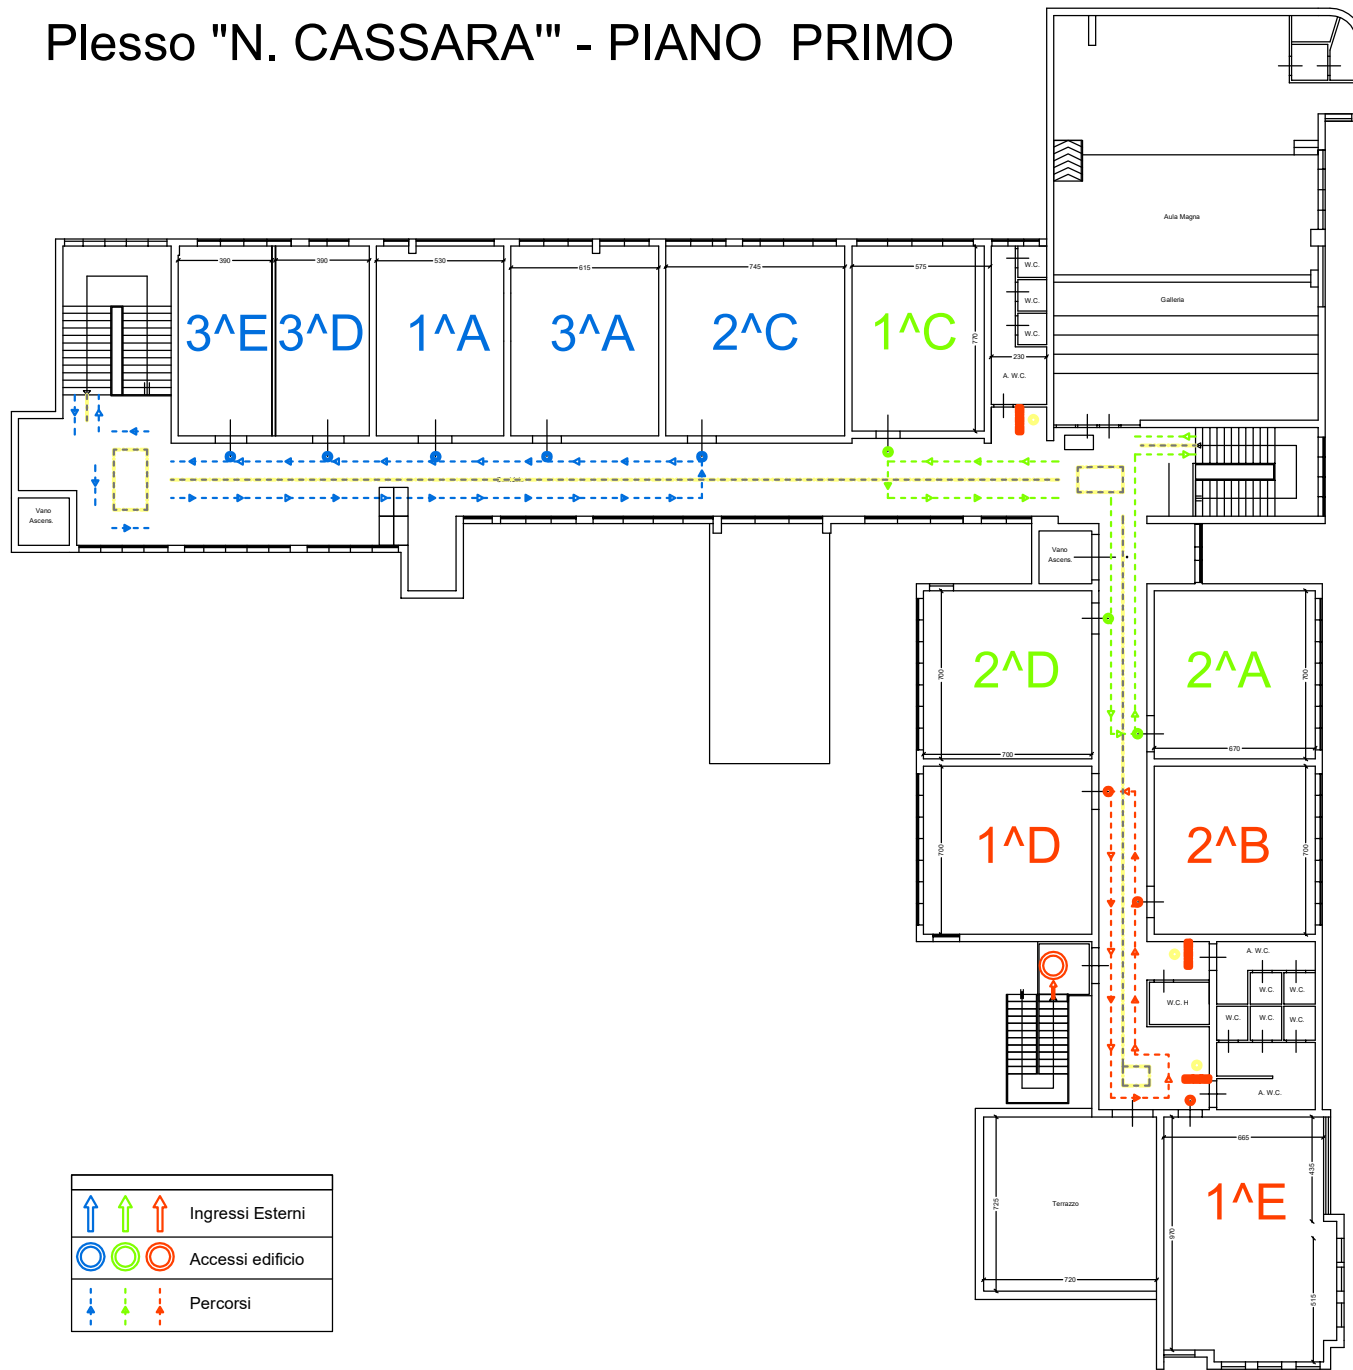 Plesso "N. CASSARA'" - PIANO PRIMO
Aula Magna
Galleria
390
390
530
615
745
575
770
230
W.C.
W.C.
W.C.
A. W.C.
3^E
3^D
1^A
3^A
2^C
1^C
Vano
Ascens.
Vano
Ascens.
2^D
2^A
700
700
700
670
1^D
2^B
700
700
A. W.C.
W.C.
W.C.
W.C. H
W.C.
W.C.
W.C.
A. W.C.
Terrazzo
725
720
665
435
970
515
1^E
Ingressi Esterni
Accessi edificio
Percorsi